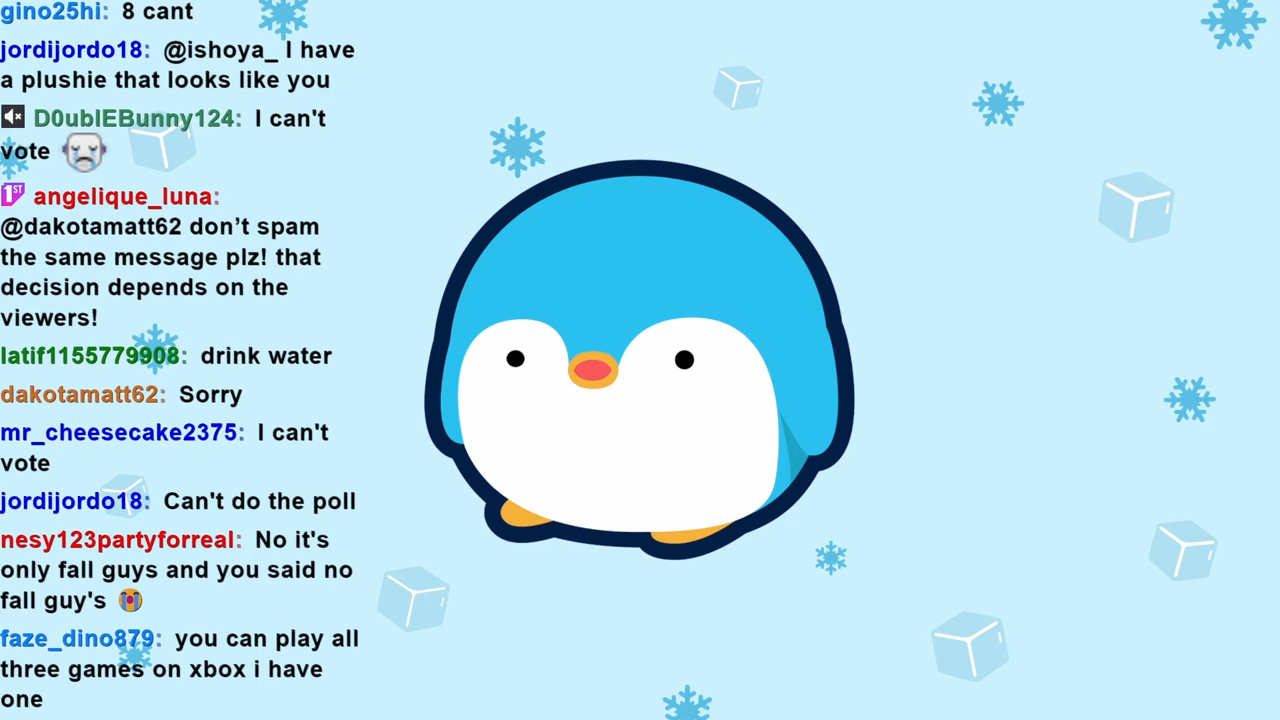 gino25hi: 8 cant
jordijordo18: @ishoya_ I have
a plushie that looks like you
D0ublEBunny124: I can't
vote
1ST angelique_luna:
@dakotamatt62 don’t spam
the same message plz! that
decision depends on the
viewers!
latif1155779908: drink water
dakotamatt62: Sorry
mr_cheesecake2375: I can't
vote
jordijordo18: Can't do the poll
nesy123partyforreal: No it's
only fall guys and you said no
fall guy's
faze_dino879: you can play all
three games on xbox i have
one